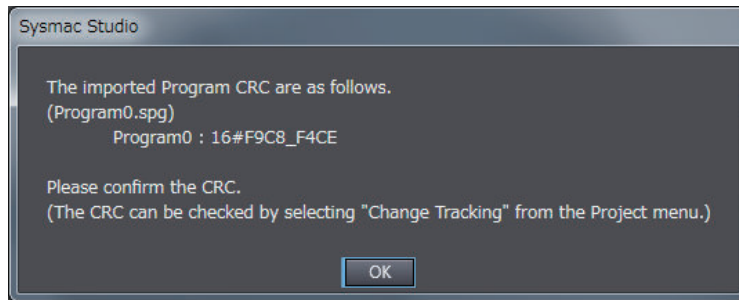 Sysmac Studio
The imported Program CRC are as follows.
(Program0.spg)
Program0 : 16#F9C8_F4CE
Please confirm the CRC.
(The CRC can be checked by selecting "Change Tracking" from the Project menu.)
OK